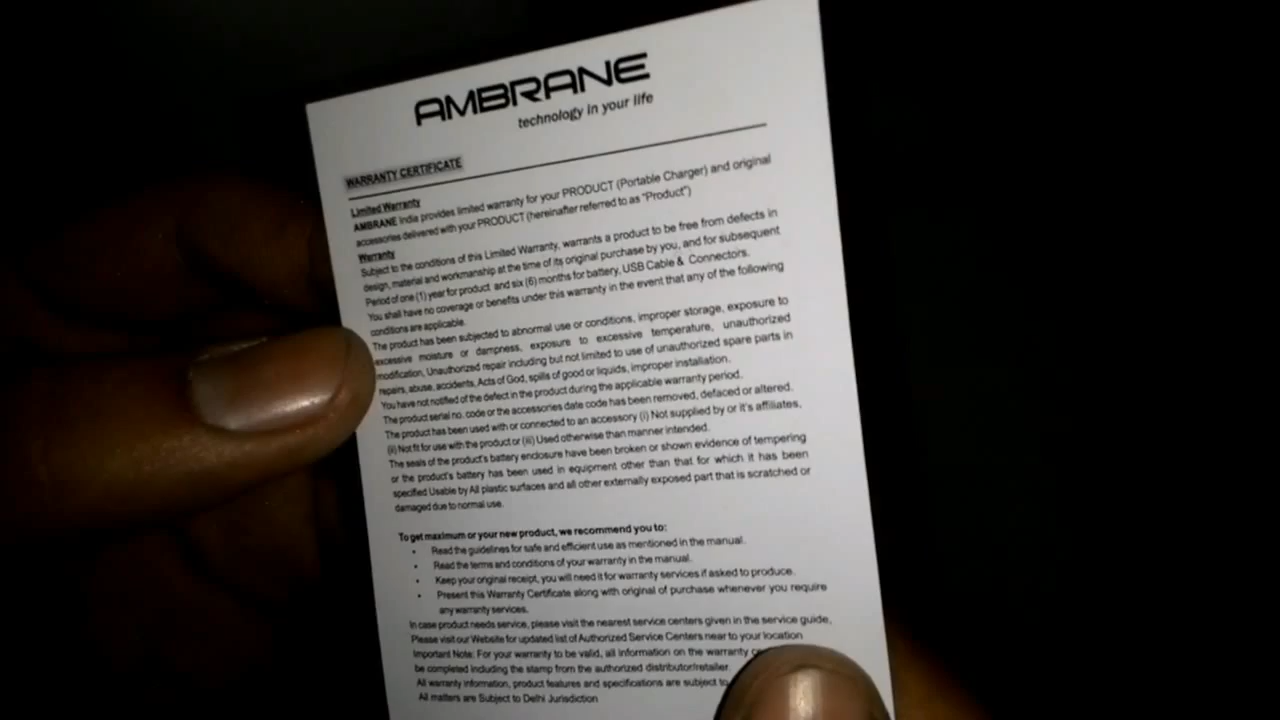 AMBRANE
technology in your life
WARRANTY CERTIFICATE
Limited Warranty
AMBRANE India provides limited warranty for your PRODUCT (Portable Charger) and original
accessories delivered with your PRODUCT (hereinafter referred to as "Product")
Warranty
Subject to the conditions of this Limited Warranty, warrants a product to be free from defects in
design, material and workmanship at the time of its original purchase by you, and for subsequent
Period of one (1) year for product and six (6) months for battery, USB Cable & Connectors.
You shall have no coverage or benefits under this warranty in the event that any of the following
conditions are applicable.
The product has been subjected to abnormal use or conditions, improper storage, exposure to
excessive moisture or dampness, exposure to excessive temperature, unauthorized
modification, Unauthorized repair including but not limited to use of unauthorized spare parts in
repairs, abuse, accidents, Acts of God, spills of good or liquids, improper installation.
You have not notified of the defect in the product during the applicable warranty period.
The product serial no. code or the accessories date code has been removed, defaced or altered.
The product has been used with or connected to an accessory (i) Not supplied by or it's affiliates,
(ii) Not fit for use with the product or (iii) Used otherwise than manner intended.
The seals of the product's battery enclosure have been broken or shown evidence of tempering
or the product's battery has been used in equipment other than that for which it has been
specified Usable by All plastic surfaces and all other externally exposed part that is scratched or
damaged due to normal use.
To get maximum or your new product, we recommend you to:
• Read the guidelines for safe and efficient use as mentioned in the manual.
• Read the terms and conditions of your warranty in the manual.
• Keep your original receipt, you will need it for warranty services if asked to produce.
• Present this Warranty Certificate along with original of purchase whenever you require
any warranty services.
In case product needs service, please visit the nearest service centers given in the service guide,
Please visit our Website for updated list of Authorized Service Centers near to your location
Important Note: For your warranty to be valid, all information on the warranty
be completed including the stamp from the authorized distributor/retailer.
All warranty information, product features and specifications are subject to
All matters are Subject to Delhi Jurisdiction